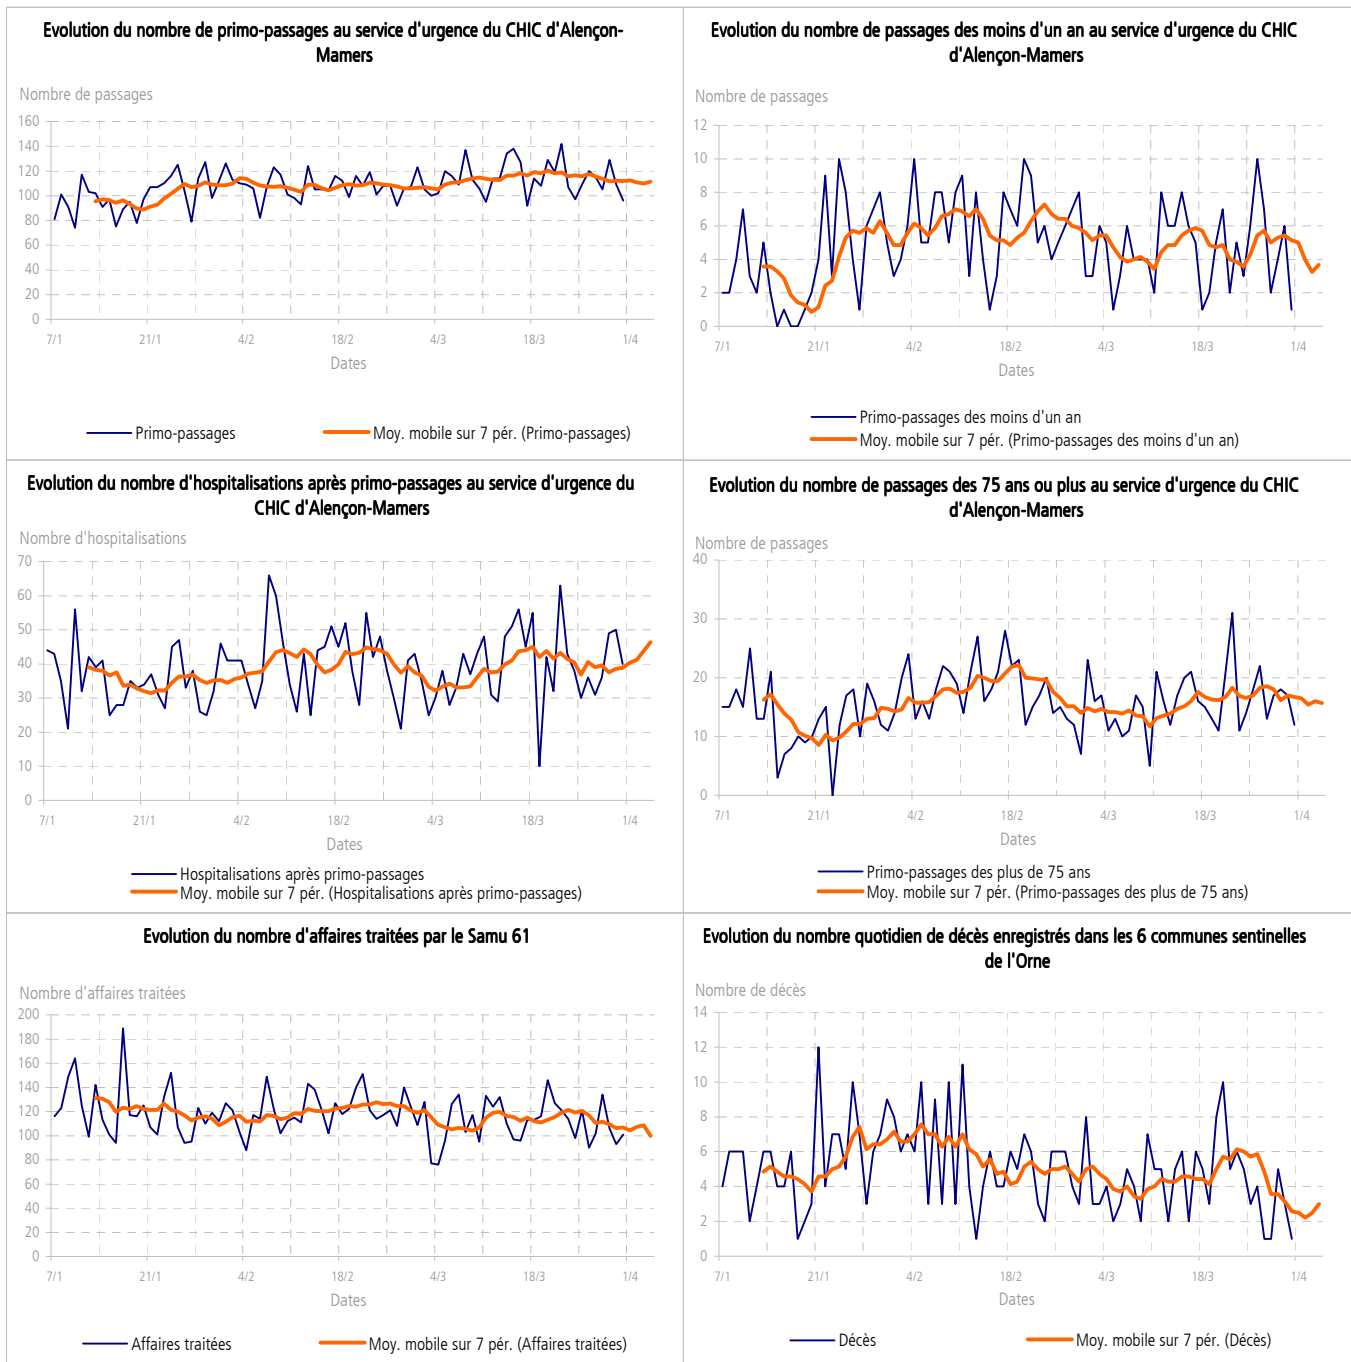 Evolution du nombre de primo-passages au service d'urgence du CHIC d'Alençon-
Mamers
Nombre de passages
160
140
120
100
80
60
40
20
0
7/1 21/1 4/2 18/2 4/3 18/3 1/4
Dates
Primo-passages Moy. mobile sur 7 pér. (Primo-passages)
Evolution du nombre de passages des moins d'un an au service d'urgence du CHIC
d'Alençon-Mamers
Nombre de passages
12
10
8
6
4
2
0
7/1 21/1 4/2 18/2 4/3 18/3 1/4
Dates
Primo-passages des moins d'un an
Moy. mobile sur 7 pér. (Primo-passages des moins d'un an)
Evolution du nombre d'hospitalisations après primo-passages au service d'urgence du
CHIC d'Alençon-Mamers
Nombre d'hospitalisations
70
60
50
40
30
20
10
0
7/1 21/1 4/2 18/2 4/3 18/3 1/4
Dates
Hospitalisations après primo-passages
Moy. mobile sur 7 pér. (Hospitalisations après primo-passages)
Evolution du nombre de passages des 75 ans ou plus au service d'urgence du CHIC
d'Alençon-Mamers
Nombre de passages
40
30
20
10
0
7/1 21/1 4/2 18/2 4/3 18/3 1/4
Dates
Primo-passages des plus de 75 ans
Moy. mobile sur 7 pér. (Primo-passages des plus de 75 ans)
Evolution du nombre d'affaires traitées par le Samu 61
Nombre d'affaires traitées
200
180
160
140
120
100
80
60
40
20
0
7/1 21/1 4/2 18/2 4/3 18/3 1/4
Dates
Affaires traitées Moy. mobile sur 7 pér. (Affaires traitées)
Evolution du nombre quotidien de décès enregistrés dans les 6 communes sentinelles
de l'Orne
Nombre de décès
14
12
10
8
6
4
2
0
7/1 21/1 4/2 18/2 4/3 18/3 1/4
Dates
Décès Moy. mobile sur 7 pér. (Décès)